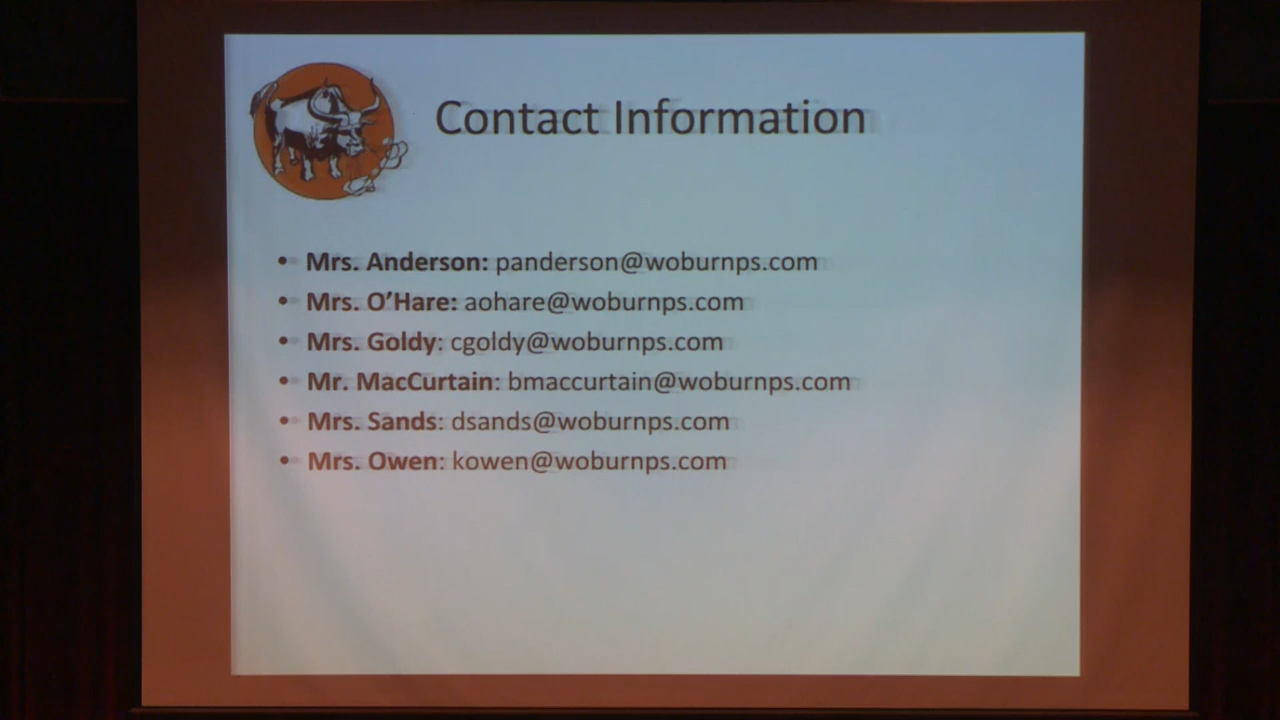 Contact Information
• Mrs. Anderson: panderson@woburnps.com
• Mrs. O’Hare: aohare@woburnps.com
• Mrs. Goldy: cgoldy@woburnps.com
• Mr. MacCurtain: bmaccurtain@woburnps.com
• Mrs. Sands: dsands@woburnps.com
• Mrs. Owen: kowen@woburnps.com